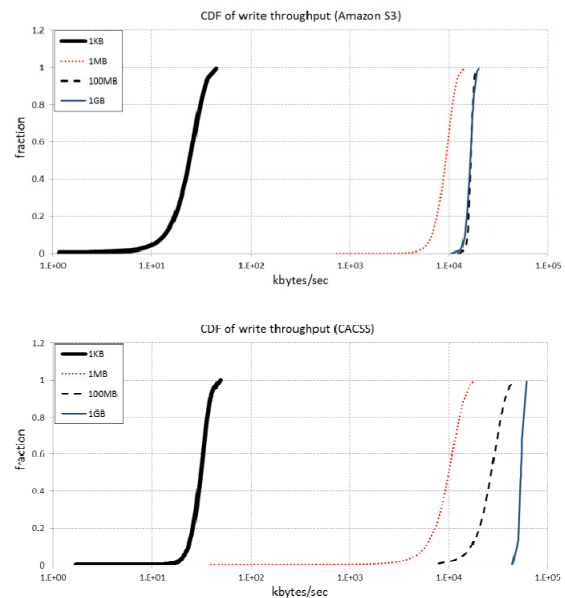 CDF of write throughput (Amazon S3)
1.2
1
0.8
0.6
0.4
0.2
0
fraction
1KB
1MB
100MB
1GB
1.E+00 1.E+01 1.E+02 1.E+03 1.E+04 1.E+05
kbytes/sec
CDF of write throughput (CACSS)
1.2
1
0.8
0.6
0.4
0.2
0
fraction
1KB
1MB
100MB
1GB
1.E+00 1.E+01 1.E+02 1.E+03 1.E+04 1.E+05
kbytes/sec